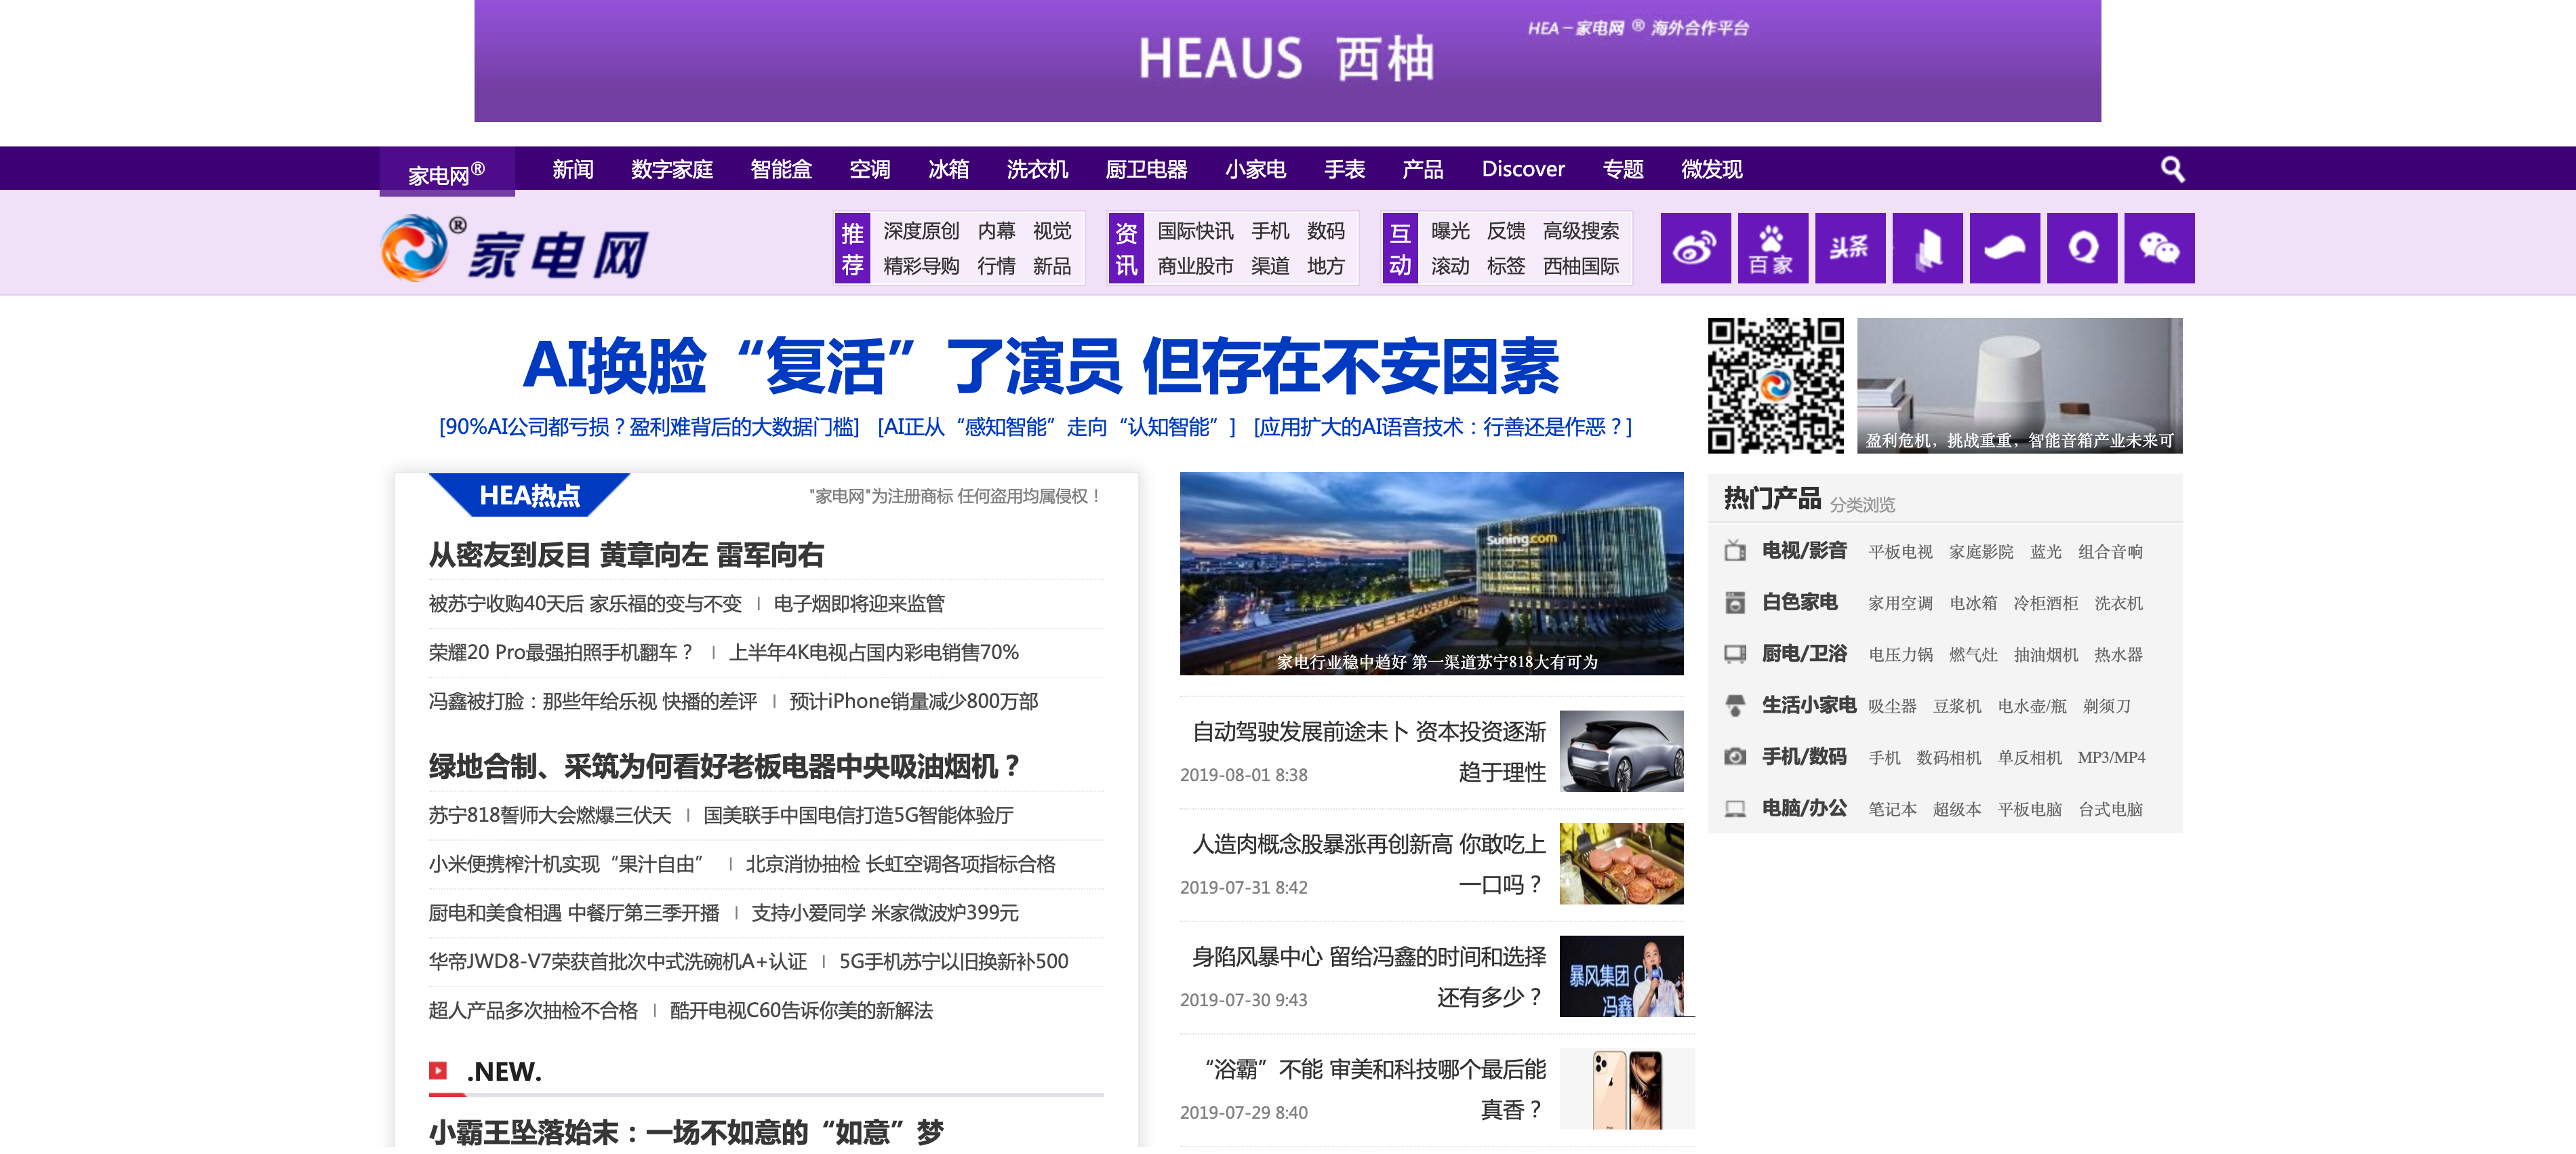 HEAUS 西柚
HEA－家电网 ® 海外合作平台
家电网® 新闻 数字家庭 智能盒 空调 冰箱 洗衣机 厨卫电器 小家电 手表 产品 Discover 专题 微发现
®家电网
推荐
深度原创 内幕 视觉
精彩导购 行情 新品
资讯
国际快讯 手机 数码
商业股市 渠道 地方
互动
曝光 反馈 高级搜索
滚动 标签 西柚国际
百家
头条
AI换脸“复活”了演员 但存在不安因素
[90%AI公司都亏损？盈利难背后的大数据门槛] [AI正从“感知智能”走向“认知智能”] [应用扩大的AI语音技术：行善还是作恶？]
盈利危机，挑战重重，智能音箱产业未来可
HEA热点
"家电网"为注册商标 任何盗用均属侵权！
从密友到反目 黄章向左 雷军向右
被苏宁收购40天后 家乐福的变与不变 | 电子烟即将迎来监管
荣耀20 Pro最强拍照手机翻车？ | 上半年4K电视占国内彩电销售70%
冯鑫被打脸：那些年给乐视 快播的差评 | 预计iPhone销量减少800万部
绿地合制、采筑为何看好老板电器中央吸油烟机？
苏宁818誓师大会燃爆三伏天 | 国美联手中国电信打造5G智能体验厅
小米便携榨汁机实现“果汁自由” | 北京消协抽检 长虹空调各项指标合格
厨电和美食相遇 中餐厅第三季开播 | 支持小爱同学 米家微波炉399元
华帝JWD8-V7荣获首批次中式洗碗机A+认证 | 5G手机苏宁以旧换新补500
超人产品多次抽检不合格 | 酷开电视C60告诉你美的新解法
.NEW.
小霸王坠落始末：一场不如意的“如意”梦
Suning.com
家电行业稳中趋好 第一渠道苏宁818大有可为
自动驾驶发展前途未卜 资本投资逐渐
趋于理性
2019-08-01 8:38
人造肉概念股暴涨再创新高 你敢吃上
一口吗？
2019-07-31 8:42
身陷风暴中心 留给冯鑫的时间和选择
还有多少？
2019-07-30 9:43
暴风集团 C
冯鑫
“浴霸”不能 审美和科技哪个最后能
真香？
2019-07-29 8:40
热门产品 分类浏览
电视/影音 平板电视 家庭影院 蓝光 组合音响
白色家电 家用空调 电冰箱 冷柜酒柜 洗衣机
厨电/卫浴 电压力锅 燃气灶 抽油烟机 热水器
生活小家电 吸尘器 豆浆机 电水壶/瓶 剃须刀
手机/数码 手机 数码相机 单反相机 MP3/MP4
电脑/办公 笔记本 超级本 平板电脑 台式电脑